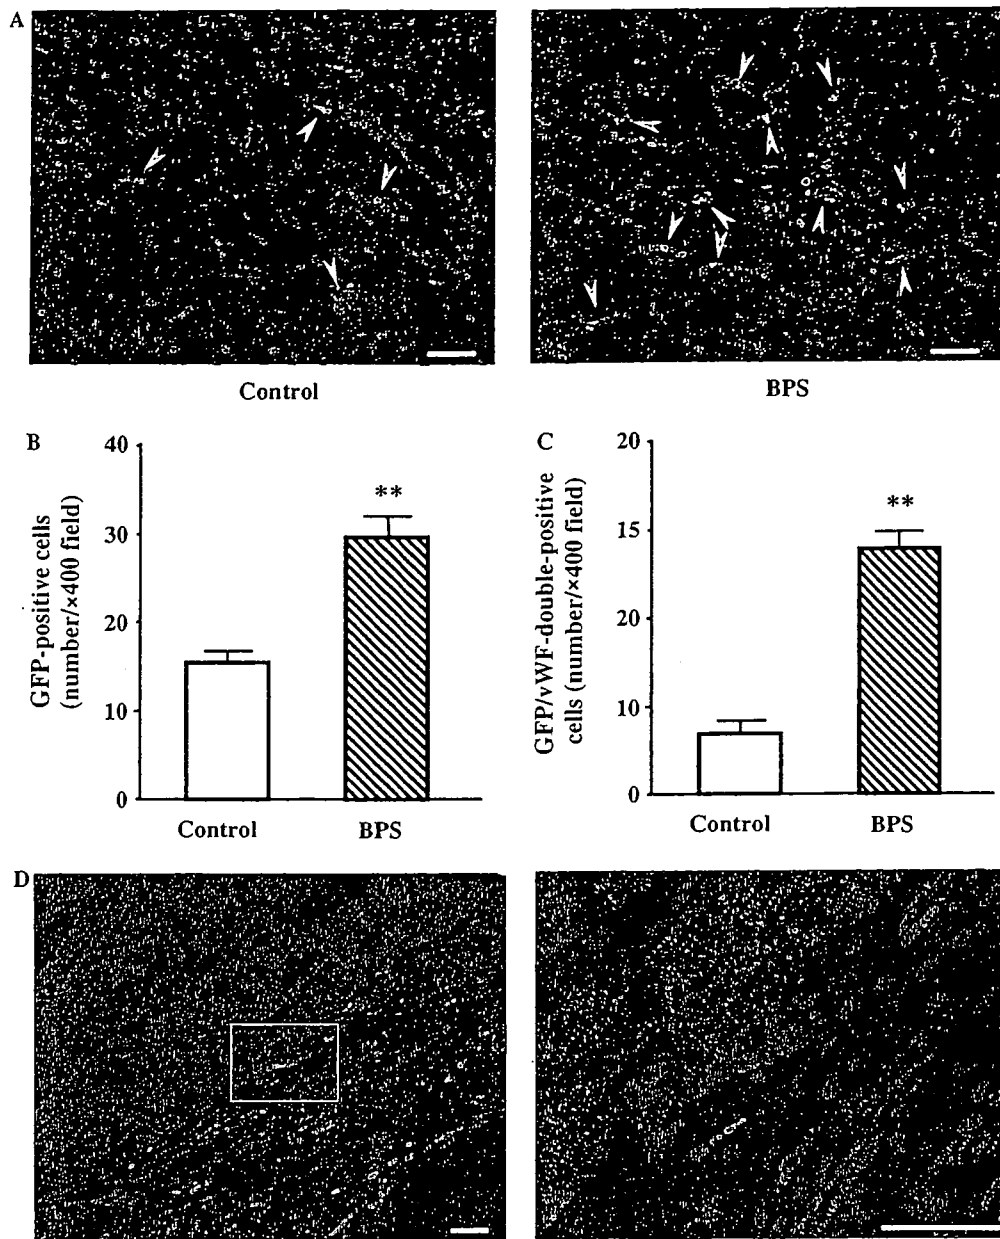 A
Control
BPS
B
GFP-positive cells
(number/×400 field)
40
30
20
10
0
**
Control
BPS
C
GFP/vWF-double-positive
cells (number/×400 field)
20
15
20
10
0
**
Control
BPS
D